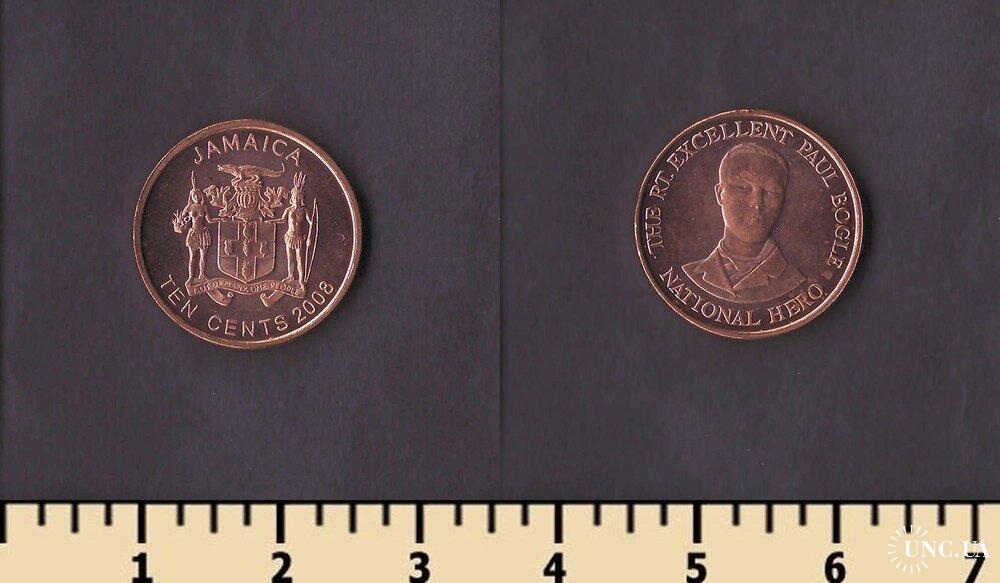 JAMAICA
OUT OF MANY, ONE PEOPLE
TEN CENTS 2008
THE RT. EXCELLENT PAUL BOGLE
NATIONAL HERO
1 2 3 4 5 6 7
UNC.UA